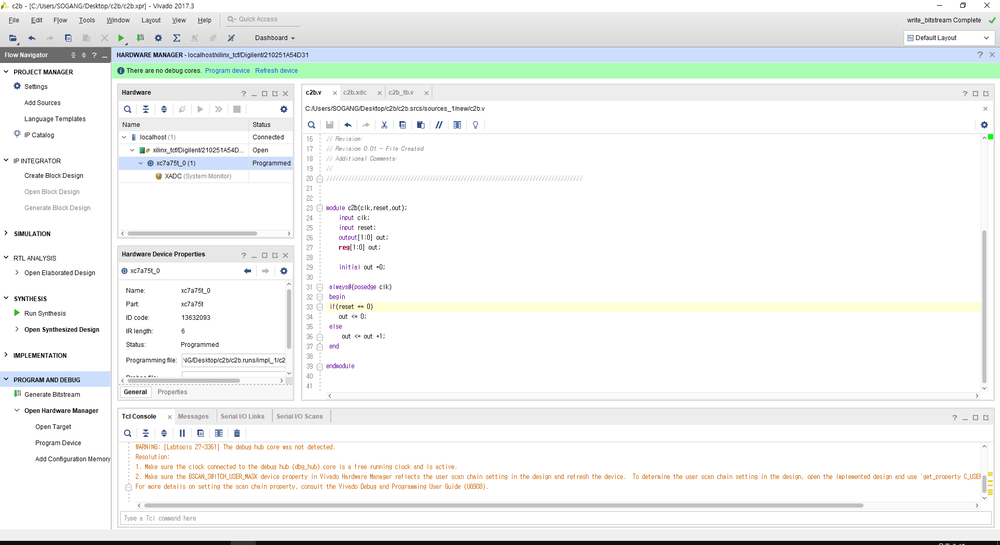 c2b - [C:/Users/SOGANG/Desktop/c2b/c2b.xpr] - Vivado 2017.3
File Edit Flow Tools Window Layout View Help Quick Access
write_bitstream Complete
Dashboard
Default Layout
Flow Navigator
PROJECT MANAGER
Settings
Add Sources
Language Templates
IP Catalog
IP INTEGRATOR
Create Block Design
Open Block Design
Generate Block Design
SIMULATION
RTL ANALYSIS
Open Elaborated Design
SYNTHESIS
Run Synthesis
Open Synthesized Design
IMPLEMENTATION
PROGRAM AND DEBUG
Generate Bitstream
Open Hardware Manager
Open Target
Program Device
Add Configuration Memory
HARDWARE MANAGER - localhost/xilinx_tcf/Digilent/210251A54D31
There are no debug cores. Program device Refresh device
Hardware
Name Status
localhost (1) Connected
xilinx_tcf/Digilent/210251A54D... Open
xc7a75t_0 (1) Programmed
XADC (System Monitor)
Hardware Device Properties
xc7a75t_0
Name: xc7a75t_0
Part: xc7a75t
ID code: 13632093
IR length: 6
Status: Programmed
Programming file: NG/Desktop/c2b/c2b.runs/impl_1/c2
General Properties
c2b.v c2b.xdc c2b_tb.v
C:/Users/SOGANG/Desktop/c2b/c2b.srcs/sources_1/new/c2b.v
16 // Revision:
17 // Revision 0.01 - File Created
18 // Additional Comments:
19 //
20 //////////////////////////////////////////////////////////////////////////////////
21
22
23 module c2b(clk,reset,out);
24 input clk;
25 input reset;
26 output[1:0] out;
27 reg[1:0] out;
28
29 initial out =0;
30
31 always@(posedge clk)
32 begin
33 if(reset == 0)
34 out <= 0;
35 else
36 out <= out +1;
37 end
38
39 endmodule
40
41
Tcl Console Messages Serial I/O Links Serial I/O Scans
WARNING: [Labtools 27-3361] The debug hub core was not detected.
Resolution:
1. Make sure the clock connected to the debug hub (dbg_hub) core is a free running clock and is active.
2. Make sure the BSCAN_SWITCH_USER_MASK device property in Vivado Hardware Manager reflects the user scan chain setting in the design and refresh the device.  To determine the user scan chain setting in the design, open the implemented design and use 'get_property C_USER
For more details on setting the scan chain property, consult the Vivado Debug and Programming User Guide (UG908).
Type a Tcl command here